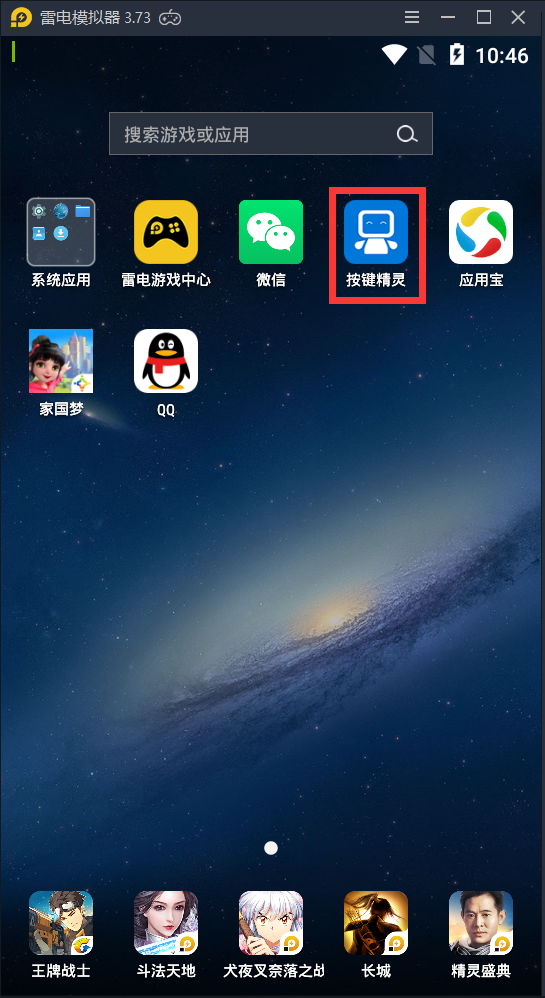 雷电模拟器 3.73
10:46
搜索游戏或应用
系统应用
雷电游戏中心
微信
按键精灵
应用宝
家国梦
QQ
王牌战士
斗法天地
犬夜叉奈落之战
长城
精灵盛典